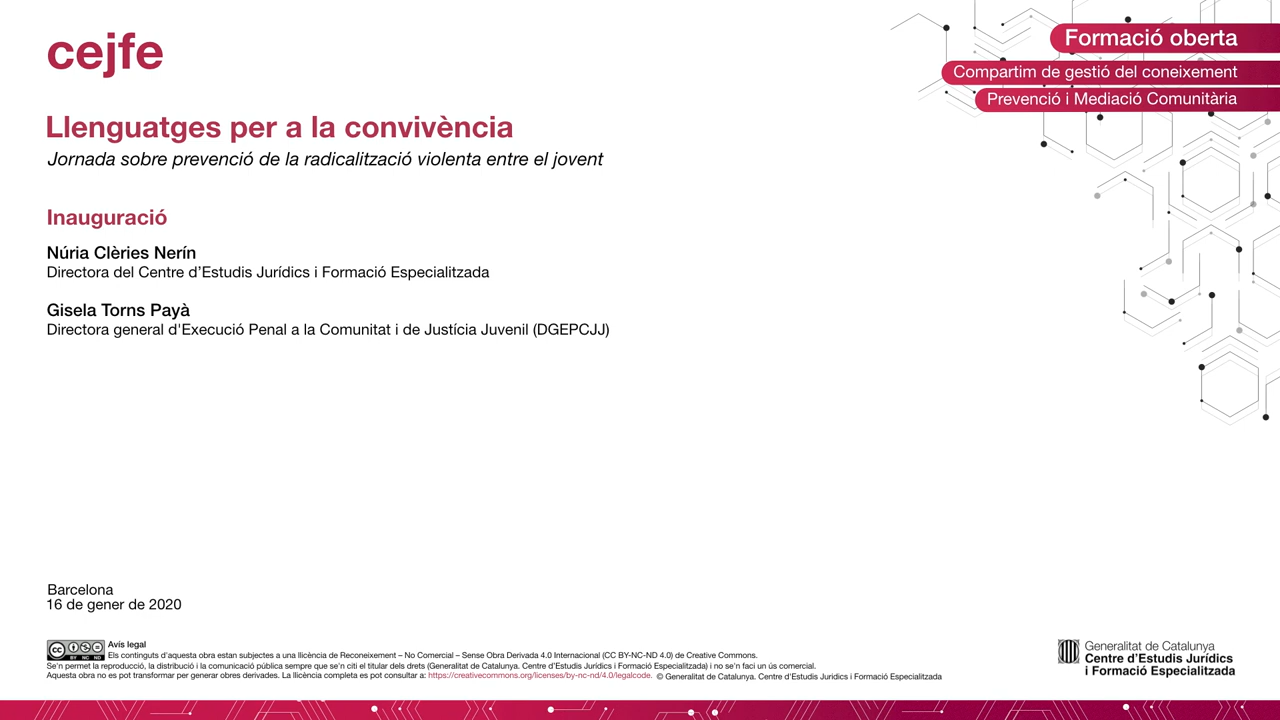 cejfe
Formació oberta
Compartim de gestió del coneixement
Prevenció i Mediació Comunitària
Llenguatges per a la convivència
Jornada sobre prevenció de la radicalització violenta entre el jovent
Inauguració
Núria Clèries Nerín
Directora del Centre d'Estudis Jurídics i Formació Especialitzada
Gisela Torns Payà
Directora general d'Execució Penal a la Comunitat i de Justícia Juvenil (DGEPCJJ)
Barcelona
16 de gener de 2020
cc BY NC ND
Avís legal
Els continguts d'aquesta obra estan subjectes a una llicència de Reconeixement – No Comercial – Sense Obra Derivada 4.0 Internacional (CC BY-NC-ND 4.0) de Creative Commons.
Se'n permet la reproducció, la distribució i la comunicació pública sempre que se'n citi el titular dels drets (Generalitat de Catalunya. Centre d'Estudis Jurídics i Formació Especialitzada) i no se'n faci un ús comercial.
Aquesta obra no es pot transformar per generar obres derivades. La llicència completa es pot consultar a: https://creativecommons.org/licenses/by-nc-nd/4.0/legalcode. © Generalitat de Catalunya. Centre d'Estudis Jurídics i Formació Especialitzada
Generalitat de Catalunya
Centre d'Estudis Jurídics
i Formació Especialitzada